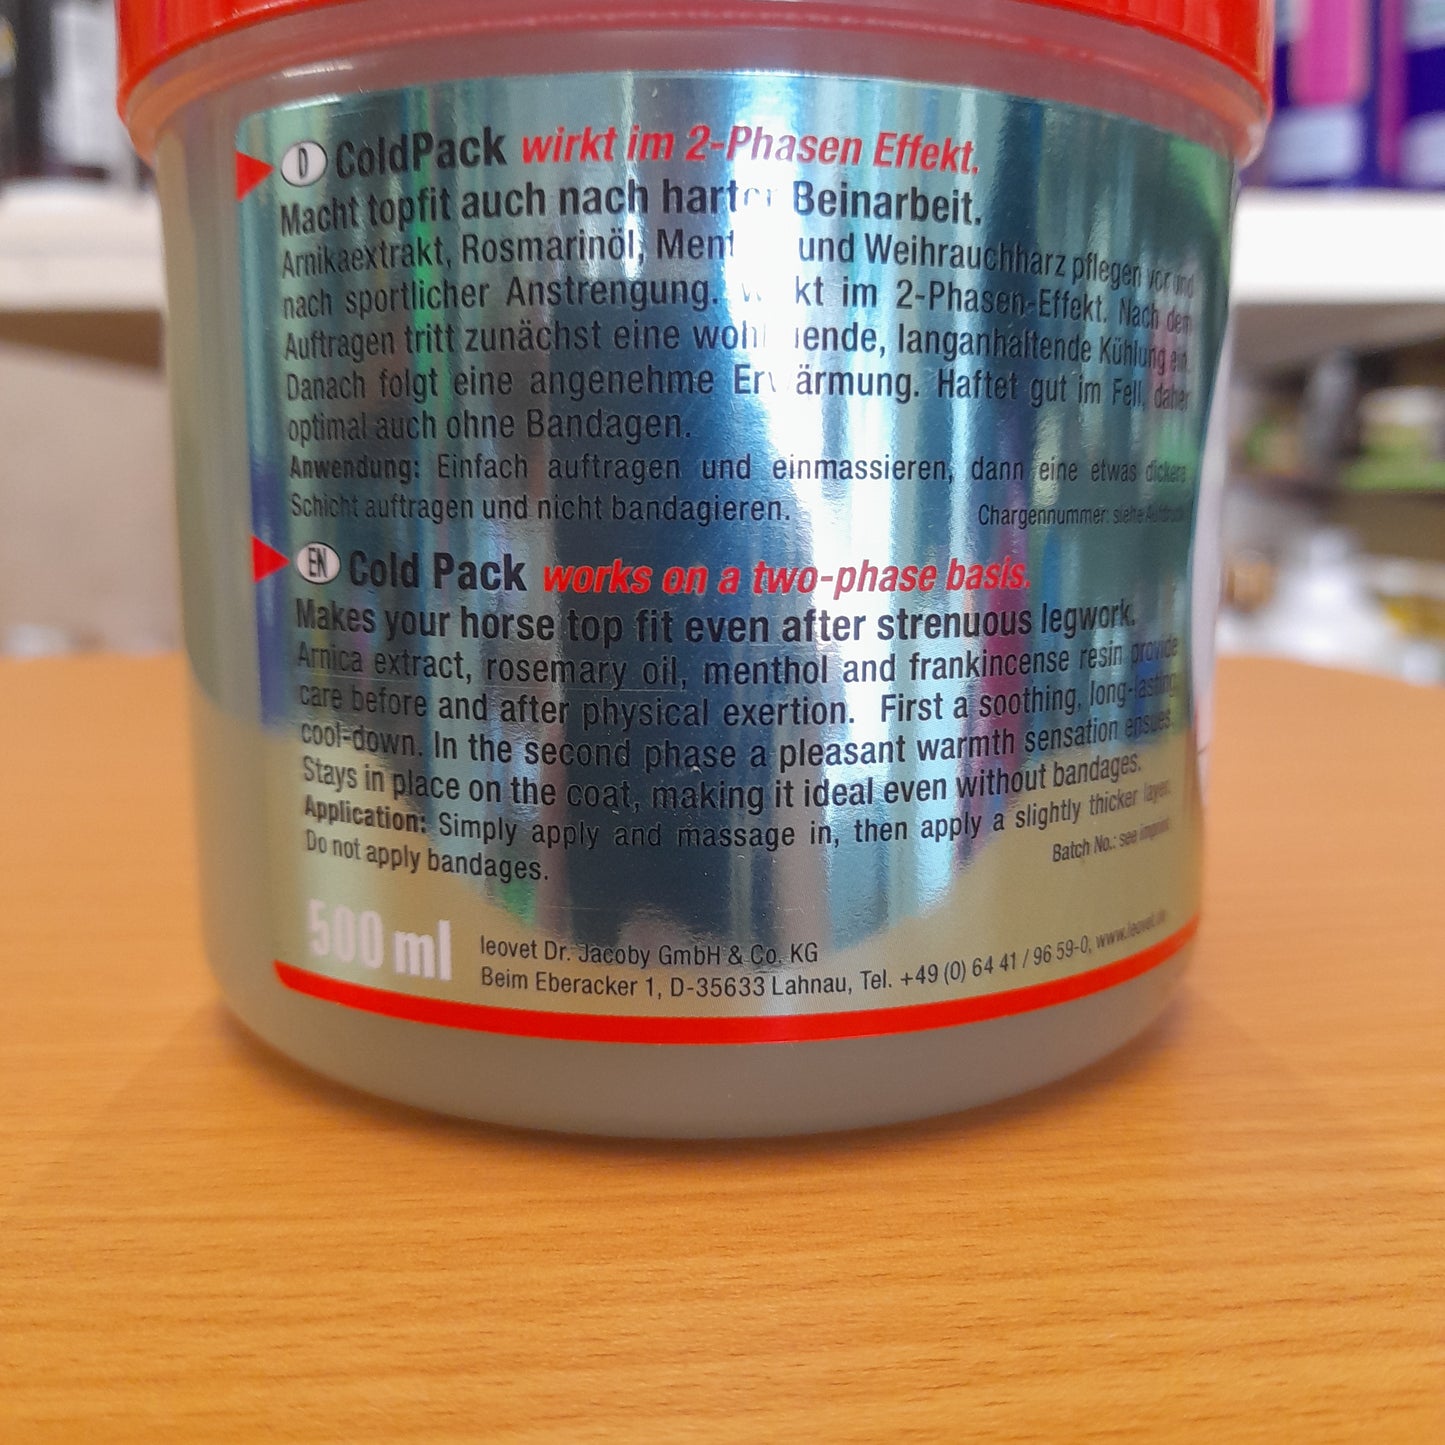 D ColdPack wirkt im 2-Phasen Effekt.
Macht topfit auch nach harter Beinarbeit.
Arnikaextrakt, Rosmarinöl, und Weihrauchharz pflegen vor und
nach sportlicher Anstrengung. im 2-Phasen-Effekt. Nach dem
Auftragen tritt zunächst eine langanhaltende Kühlung ein.
Danach folgt eine angenehme Erwärmung. Haftet gut im Fell, daher
optimal auch ohne Bandagen.
Anwendung: Einfach auftragen und einmassieren, dann eine etwas dickere
Schicht auftragen und nicht bandagieren. Chargennummer: siehe Aufdruck
EN Cold Pack works on a two-phase basis.
Makes your horse top fit even after strenuous legwork.
Arnica extract, rosemary oil, menthol and frankincense resin provide
care before and after physical exertion. First a soothing, long-lasting
cool-down. In the second phase a pleasant warmth sensation ensues.
Stays in place on the coat, making it ideal even without bandages.
Application: Simply apply and massage in, then apply a slightly thicker layer.
Do not apply bandages. Batch No.: see imprint
500 ml
leovet Dr. Jacoby GmbH & Co. KG
Beim Eberacker 1, D-35633 Lahnau, Tel. +49 (0) 64 41 / 96 59-0, www.leovet.de